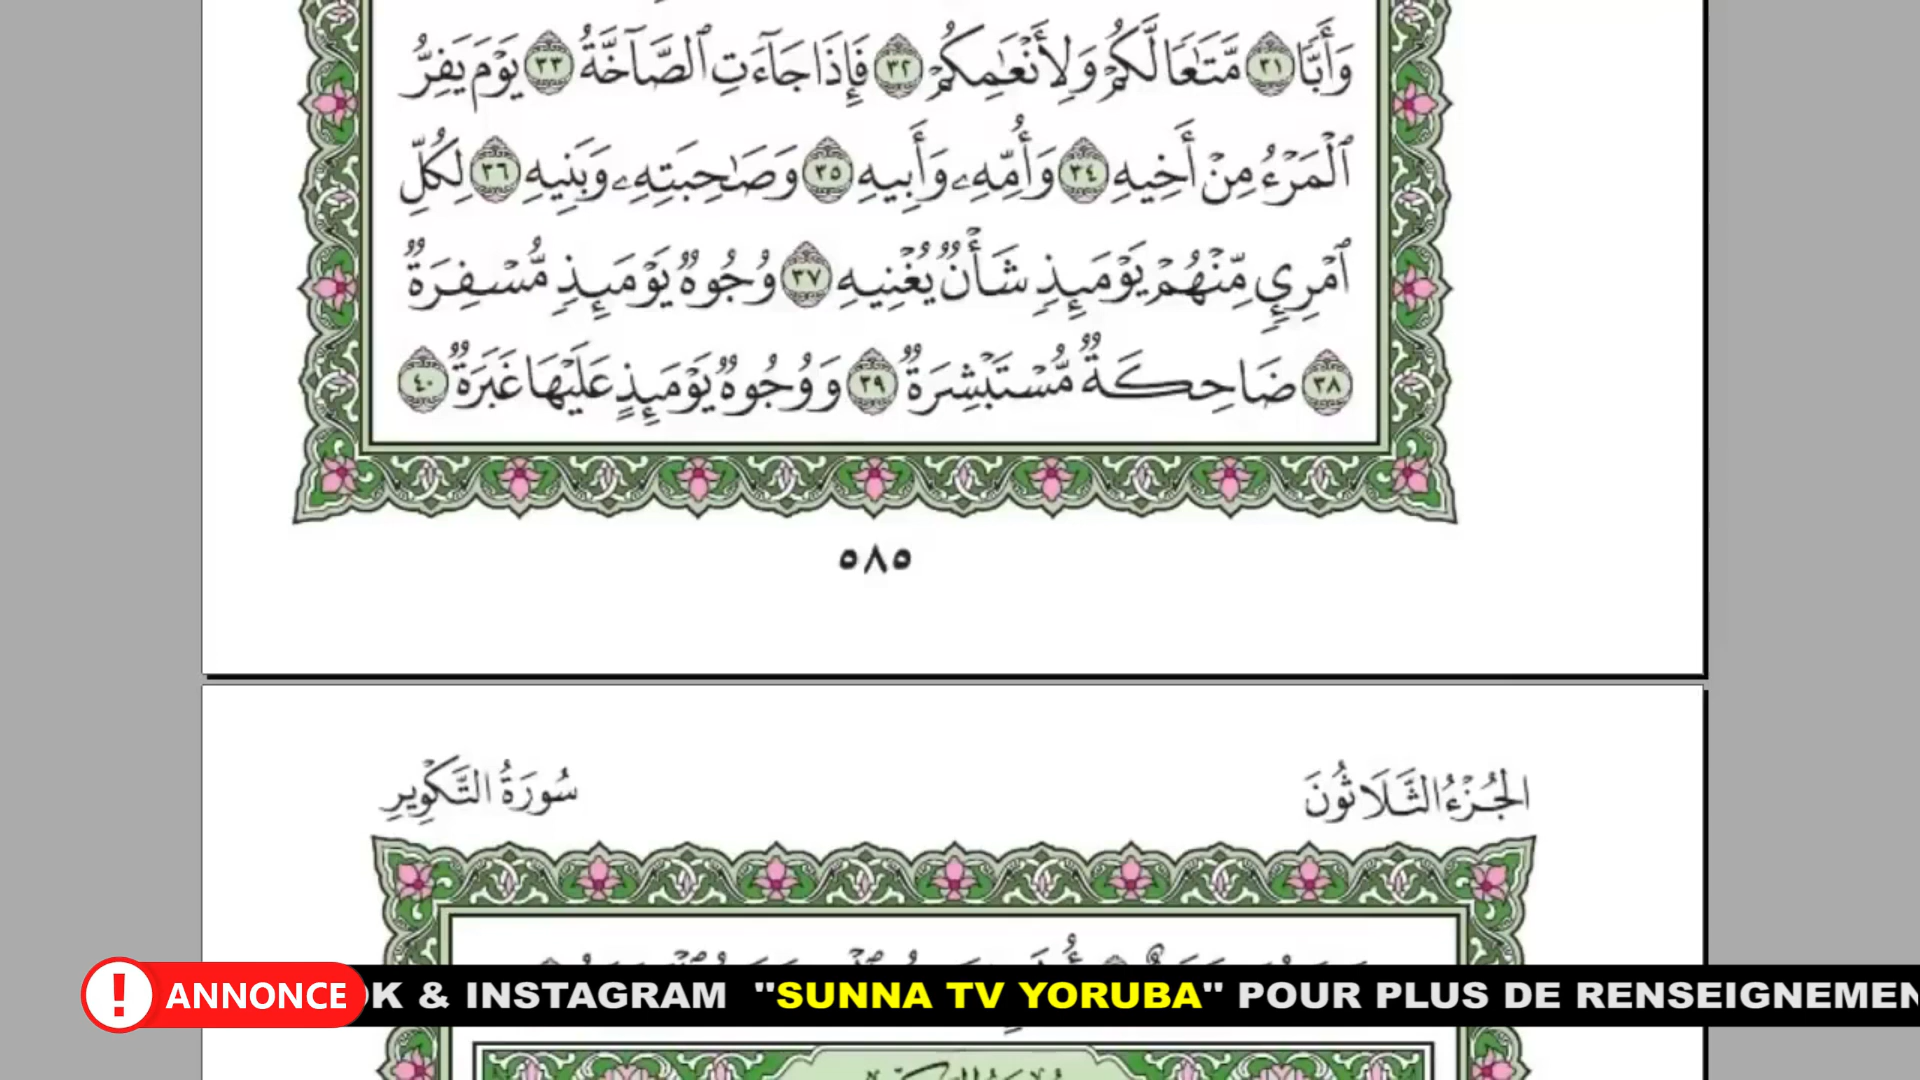 وَأَبًّا ٣١ مَّتَٰعًا لَّكُمْ وَلِأَنْعَٰمِكُمْ ٣٢ فَإِذَا جَآءَتِ ٱلصَّآخَّةُ ٣٣ يَوْمَ يَفِرُّ
ٱلْمَرْءُ مِنْ أَخِيهِ ٣٤ وَأُمِّهِۦ وَأَبِيهِ ٣٥ وَصَٰحِبَتِهِۦ وَبَنِيهِ ٣٦ لِكُلِّ
ٱمْرِئٍ مِّنْهُمْ يَوْمَئِذٍ شَأْنٌ يُغْنِيهِ ٣٧ وُجُوهٌ يَوْمَئِذٍ مُّسْفِرَةٌ
٣٨ ضَاحِكَةٌ مُّسْتَبْشِرَةٌ ٣٩ وَوُجُوهٌ يَوْمَئِذٍ عَلَيْهَا غَبَرَةٌ ٤٠
٥٨٥
الجُزْءُ الثَّلَاثُونَ سُورَةُ التَّكْوِيرِ
ANNONCE OK & INSTAGRAM "SUNNA TV YORUBA" POUR PLUS DE RENSEIGNEMEN